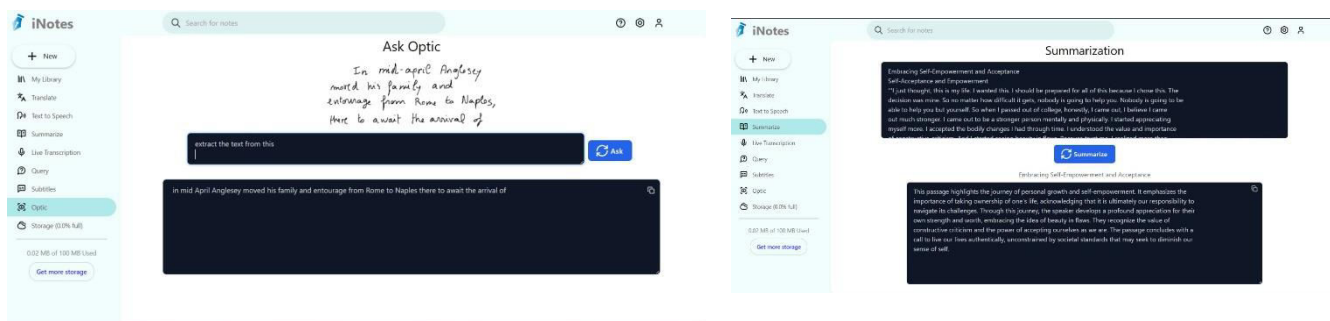 iNotes
Search for notes
+ New
My Library
Translate
Text to Speech
Summarize
Live Transcription
Query
Subtitles
Optic
Storage (0.0% full)
0.02 MB of 100 MB Used
Get more storage
Ask Optic
In mid-april Anglesey
moved his family and
entourage from Rome to Naples,
there to await the arrival of
extract the text from this
Ask
in mid April Anglesey moved his family and entourage from Rome to Naples there to await the arrival of
iNotes
Search for notes
+ New
My Library
Translate
Text to Speech
Summarize
Live Transcription
Query
Subtitles
Optic
Storage (0.0% full)
0.02 MB of 100 MB Used
Get more storage
Summarization
Embracing Self-Empowerment and Acceptance
Self-Acceptance and Empowerment
"I just thought, this is my life. I wanted this. I should be prepared for all of this because I chose this. The
decision was mine. So no matter how difficult it gets, nobody is going to help you. Nobody is going to be
able to help you but yourself. So when I passed out of college, honestly, I came out, I believe I came
out much stronger. I came out to be a stronger person mentally and physically. I started appreciating
myself more. I accepted the bodily changes I had through time. I understood the value and importance
Summarize
Embracing Self-Empowerment and Acceptance
This passage highlights the journey of personal growth and self-empowerment. It emphasizes the
importance of taking ownership of one's life, acknowledging that it is ultimately our responsibility to
navigate its challenges. Through this journey, the speaker develops a profound appreciation for their
own strength and worth, embracing the idea of beauty in flaws. They recognize the value of
constructive criticism and the power of accepting ourselves as we are. The passage concludes with a
call to live our lives authentically, unconstrained by societal standards that may seek to diminish our
sense of self.